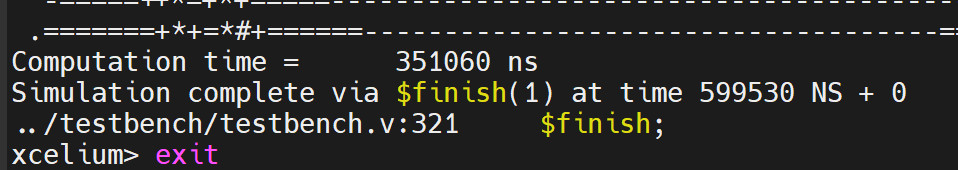 .=======+*+=*#+======------------------------------------==
Computation time =      351060 ns
Simulation complete via $finish(1) at time 599530 NS + 0
../testbench/testbench.v:321     $finish;
xcelium> exit